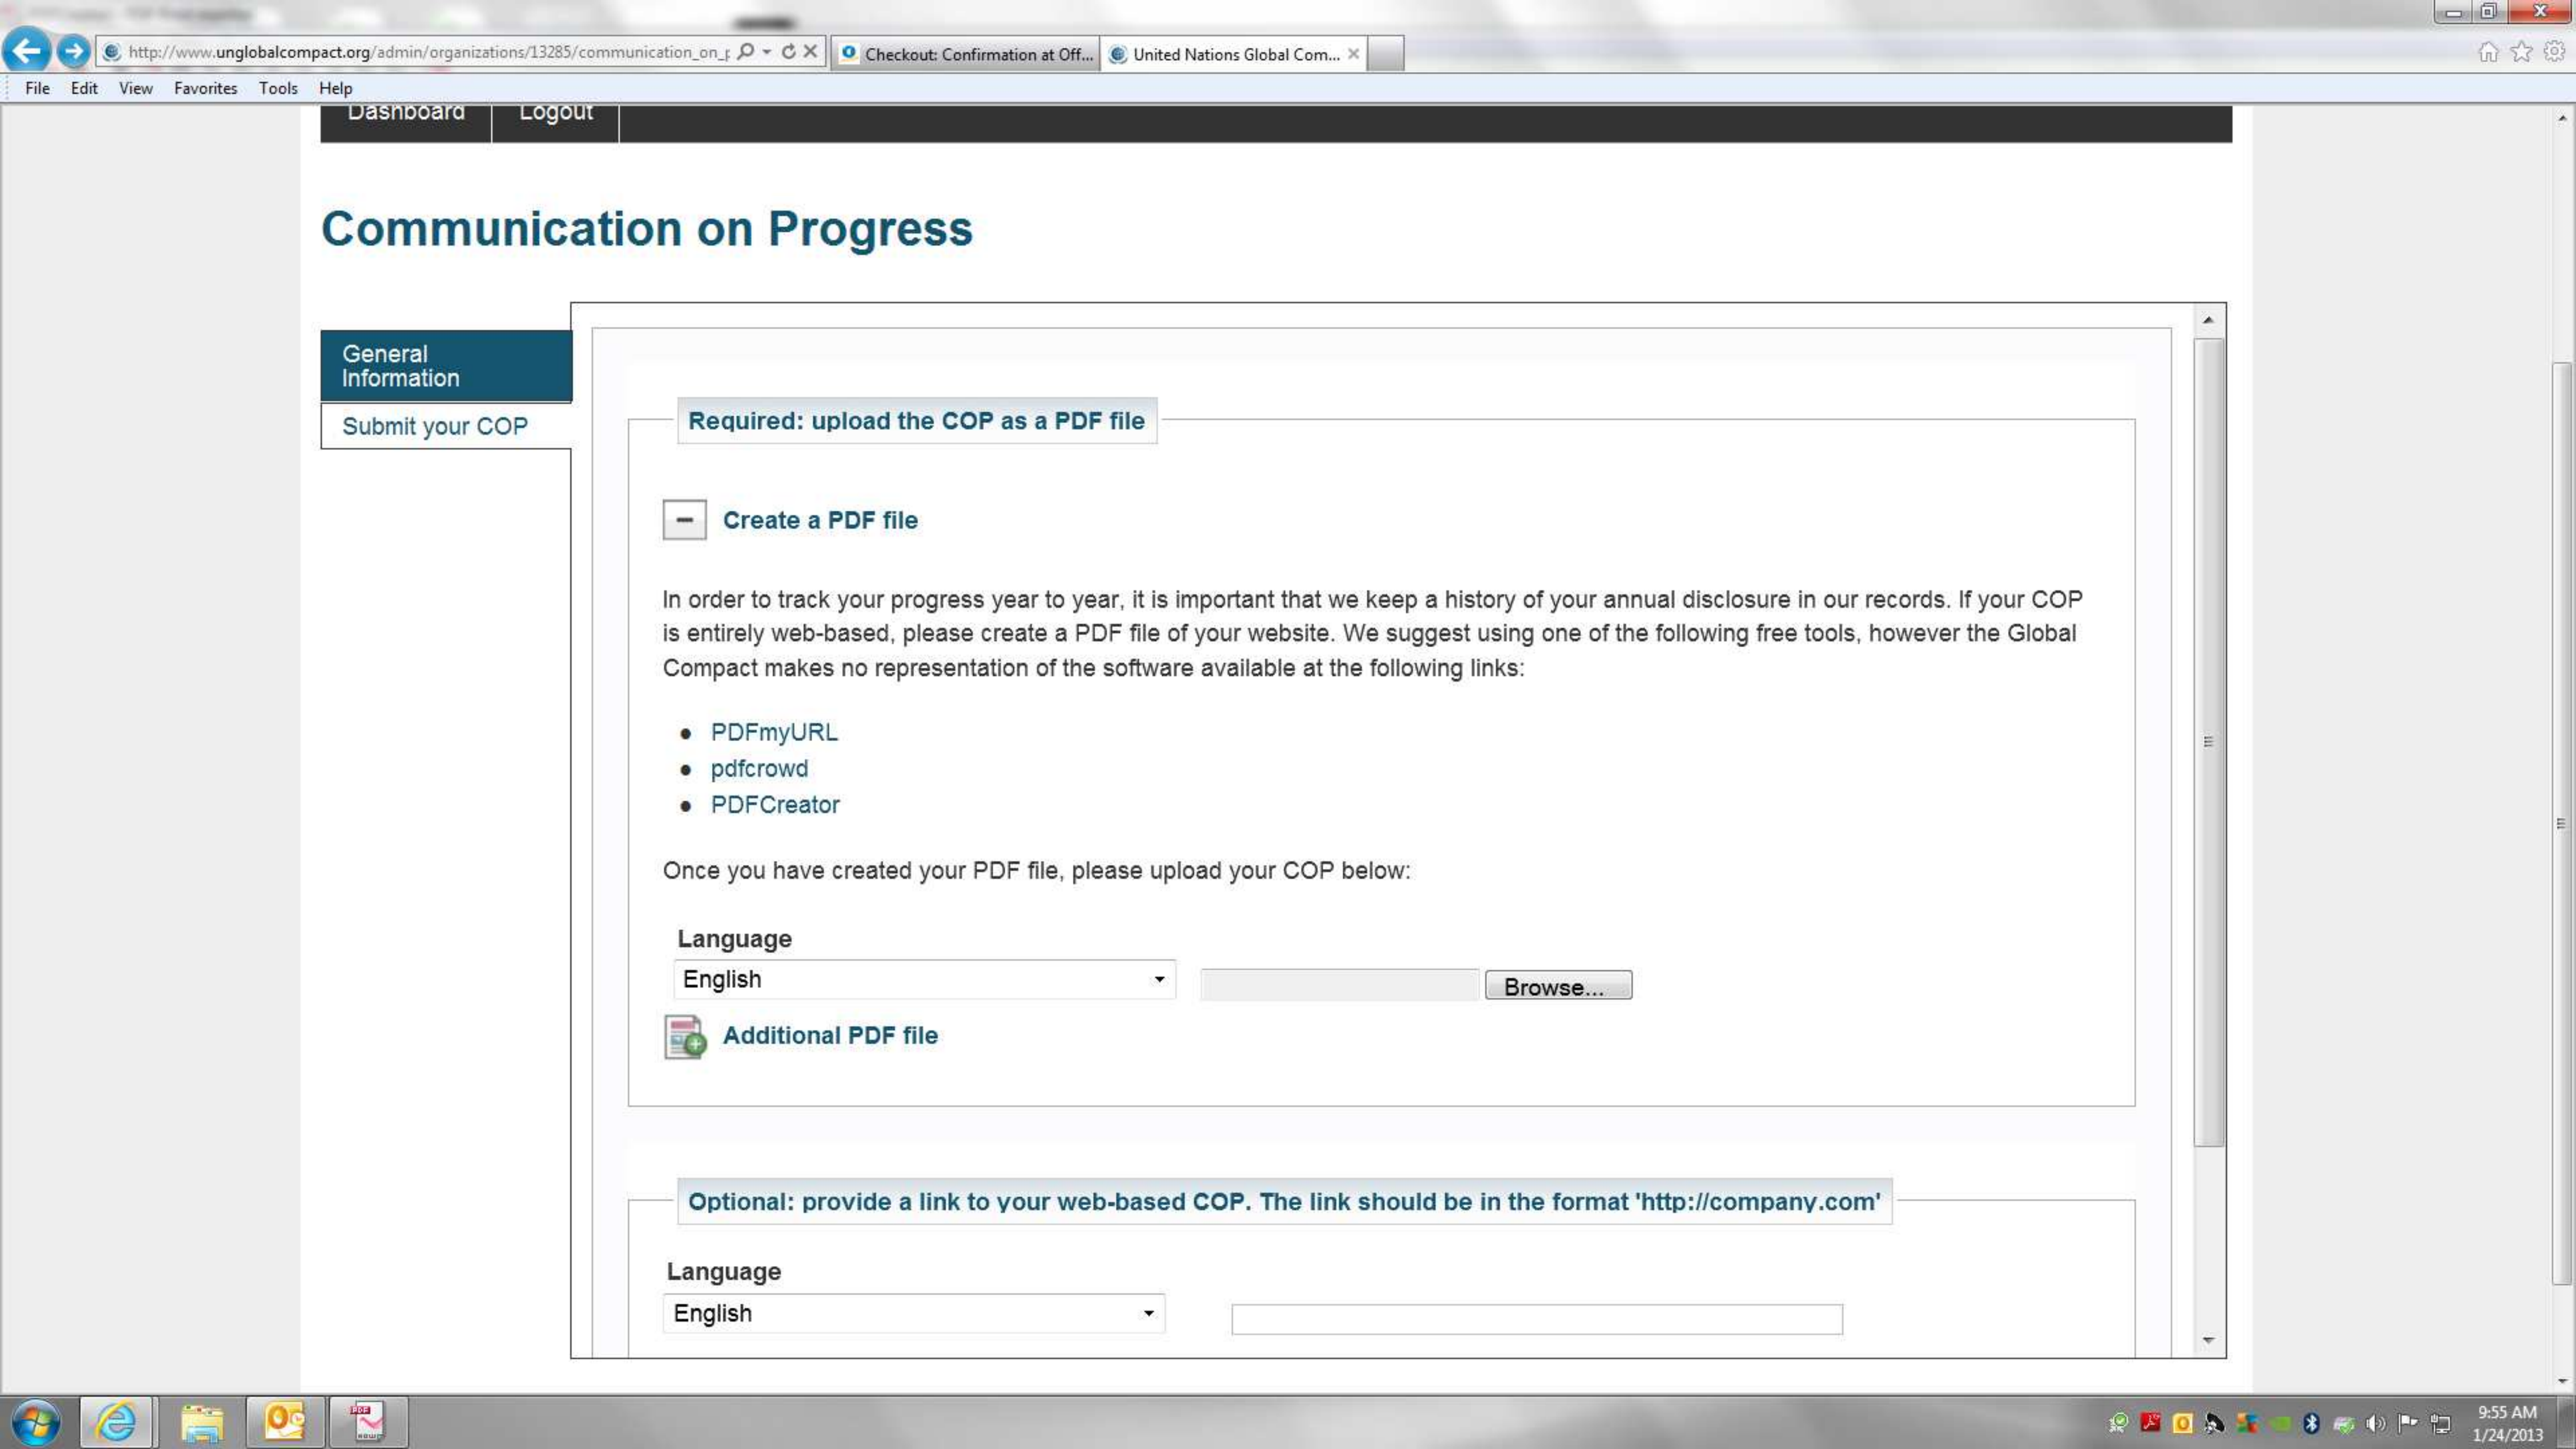 http://www.unglobalcompact.org/admin/organizations/13285/communication_on_
Checkout: Confirmation at Off...
United Nations Global Com...
File Edit View Favorites Tools Help
Dashboard Logout
Communication on Progress
General
Information
Submit your COP
Required: upload the COP as a PDF file
Create a PDF file
In order to track your progress year to year, it is important that we keep a history of your annual disclosure in our records. If your COP
is entirely web-based, please create a PDF file of your website. We suggest using one of the following free tools, however the Global
Compact makes no representation of the software available at the following links:
• PDFmyURL
• pdfcrowd
• PDFCreator
Once you have created your PDF file, please upload your COP below:
Language
English
Browse...
Additional PDF file
Optional: provide a link to your web-based COP. The link should be in the format 'http://company.com'
Language
English
PDF
9:55 AM
1/24/2013